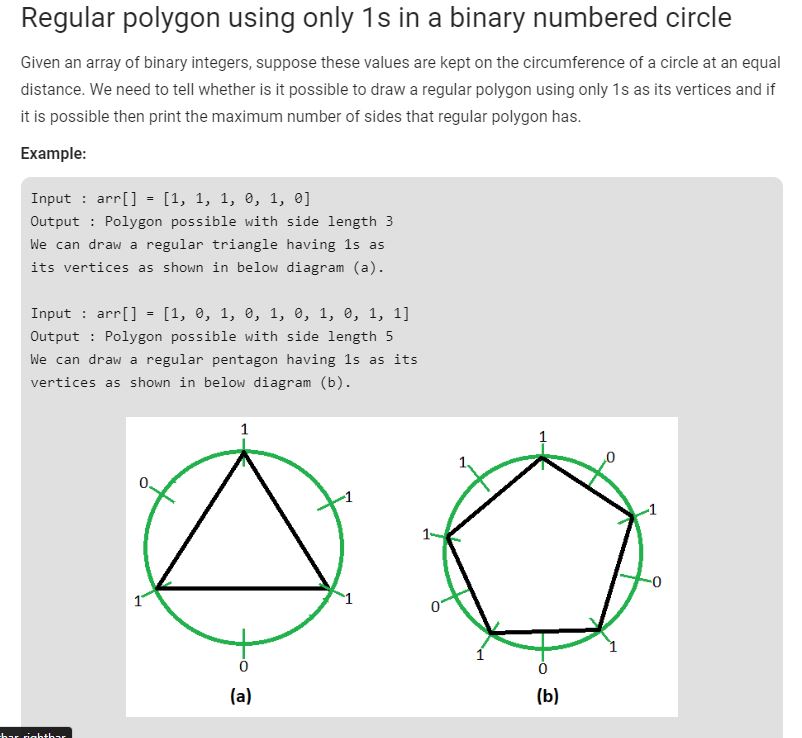 Regular polygon using only 1s in a binary numbered circle
Given an array of binary integers, suppose these values are kept on the circumference of a circle at an equal
distance. We need to tell whether is it possible to draw a regular polygon using only 1s as its vertices and if
it is possible then print the maximum number of sides that regular polygon has.
Example:
Input : arr[] = [1, 1, 1, 0, 1, 0]
Output : Polygon possible with side length 3
We can draw a regular triangle having 1s as
its vertices as shown in below diagram (a).
Input : arr[] = [1, 0, 1, 0, 1, 0, 1, 0, 1, 1]
Output : Polygon possible with side length 5
We can draw a regular pentagon having 1s as its
vertices as shown in below diagram (b).
1
0
1
1
1
0
(a)
1
1
0
1
1
0
0
1
1
0
(b)